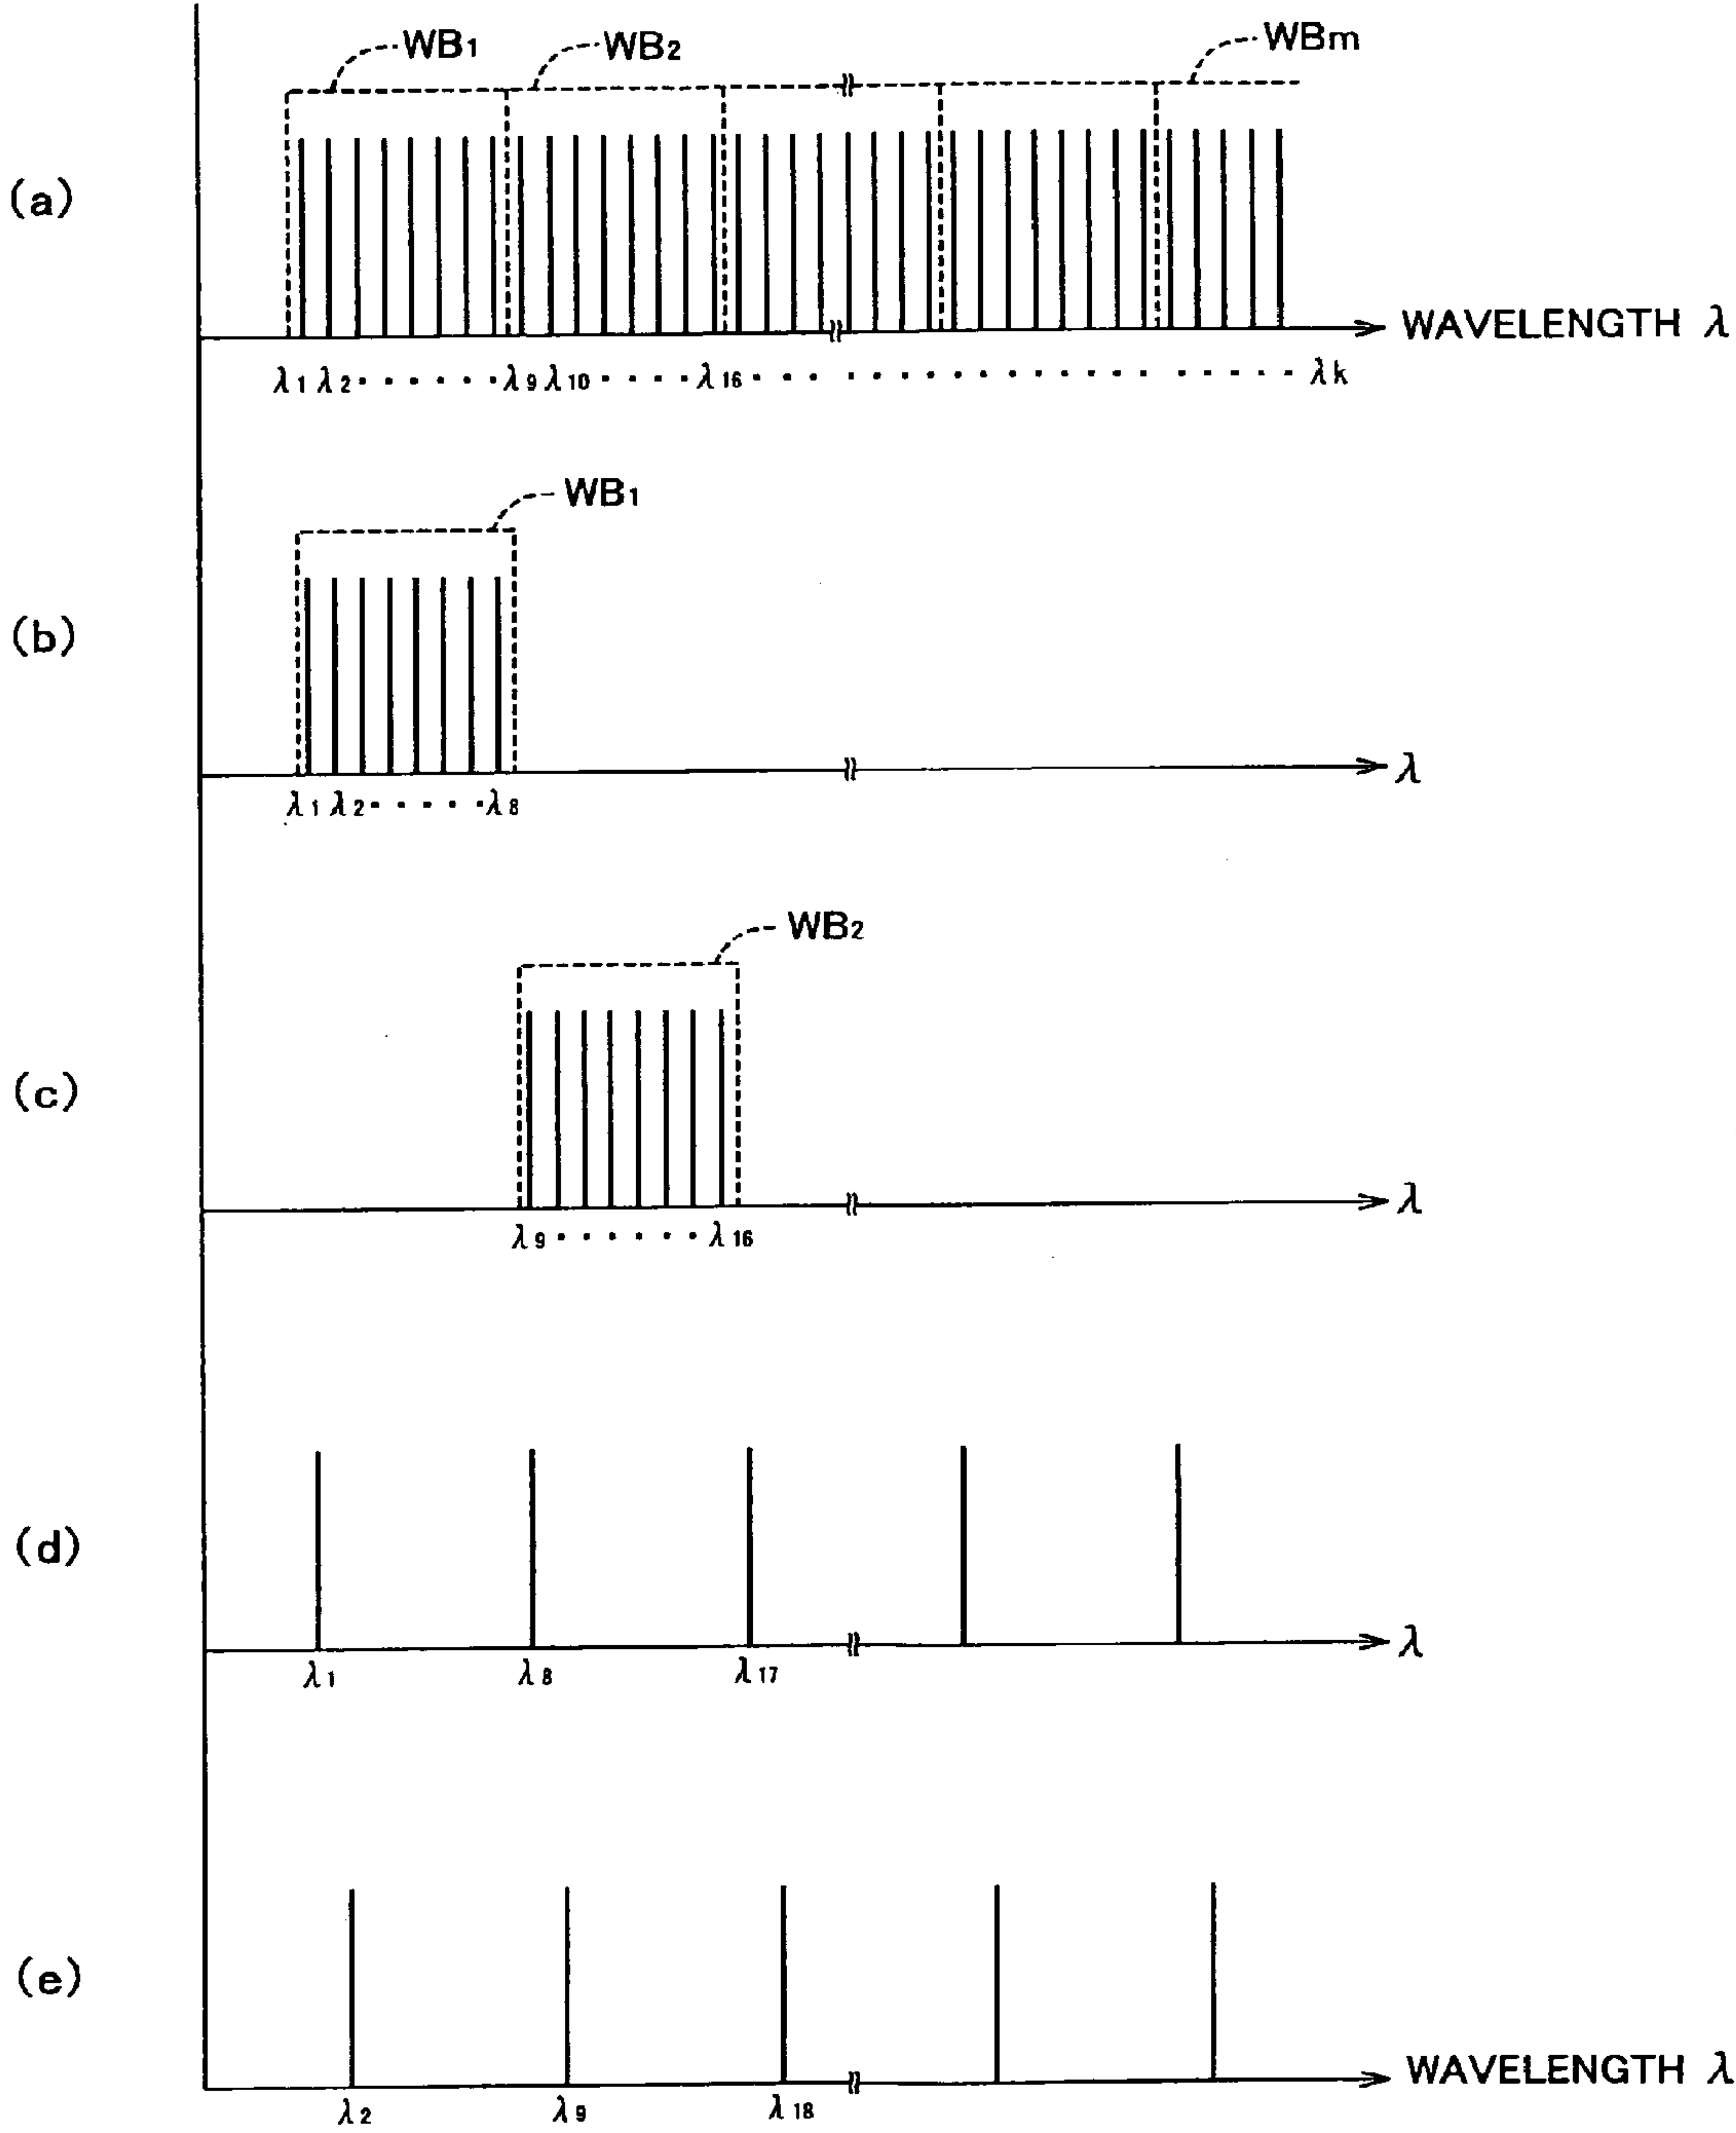 WB1 WB2 WBm
(a)
WAVELENGTH λ
λ1 λ2 ······ λ9 λ10 ···· λ16 ···················· λk
WB1
(b)
λ
λ1 λ2 ····· λ8
WB2
(c)
λ
λ9 ······ λ16
(d)
λ
λ1 λ8 λ17
(e)
WAVELENGTH λ
λ2 λ9 λ18